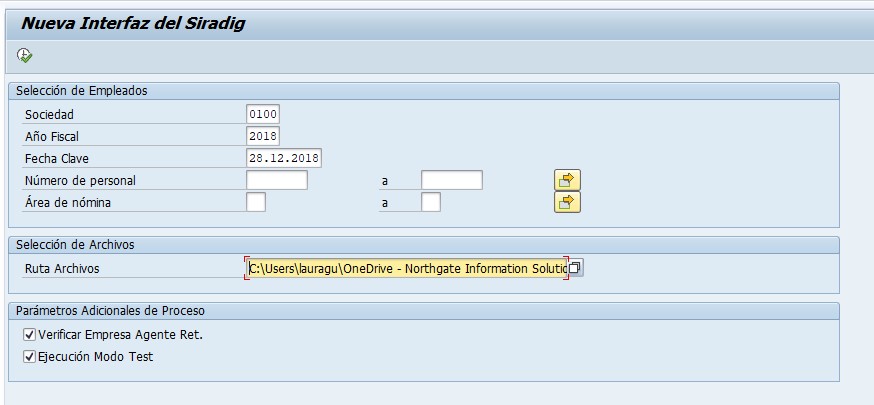 Nueva Interfaz del Siradig
Selección de Empleados
Sociedad 0100
Año Fiscal 2018
Fecha Clave 28.12.2018
Número de personal a
Área de nómina a
Selección de Archivos
Ruta Archivos C:\Users\lauragu\OneDrive - Northgate Information Solutio
Parámetros Adicionales de Proceso
Verificar Empresa Agente Ret.
Ejecución Modo Test